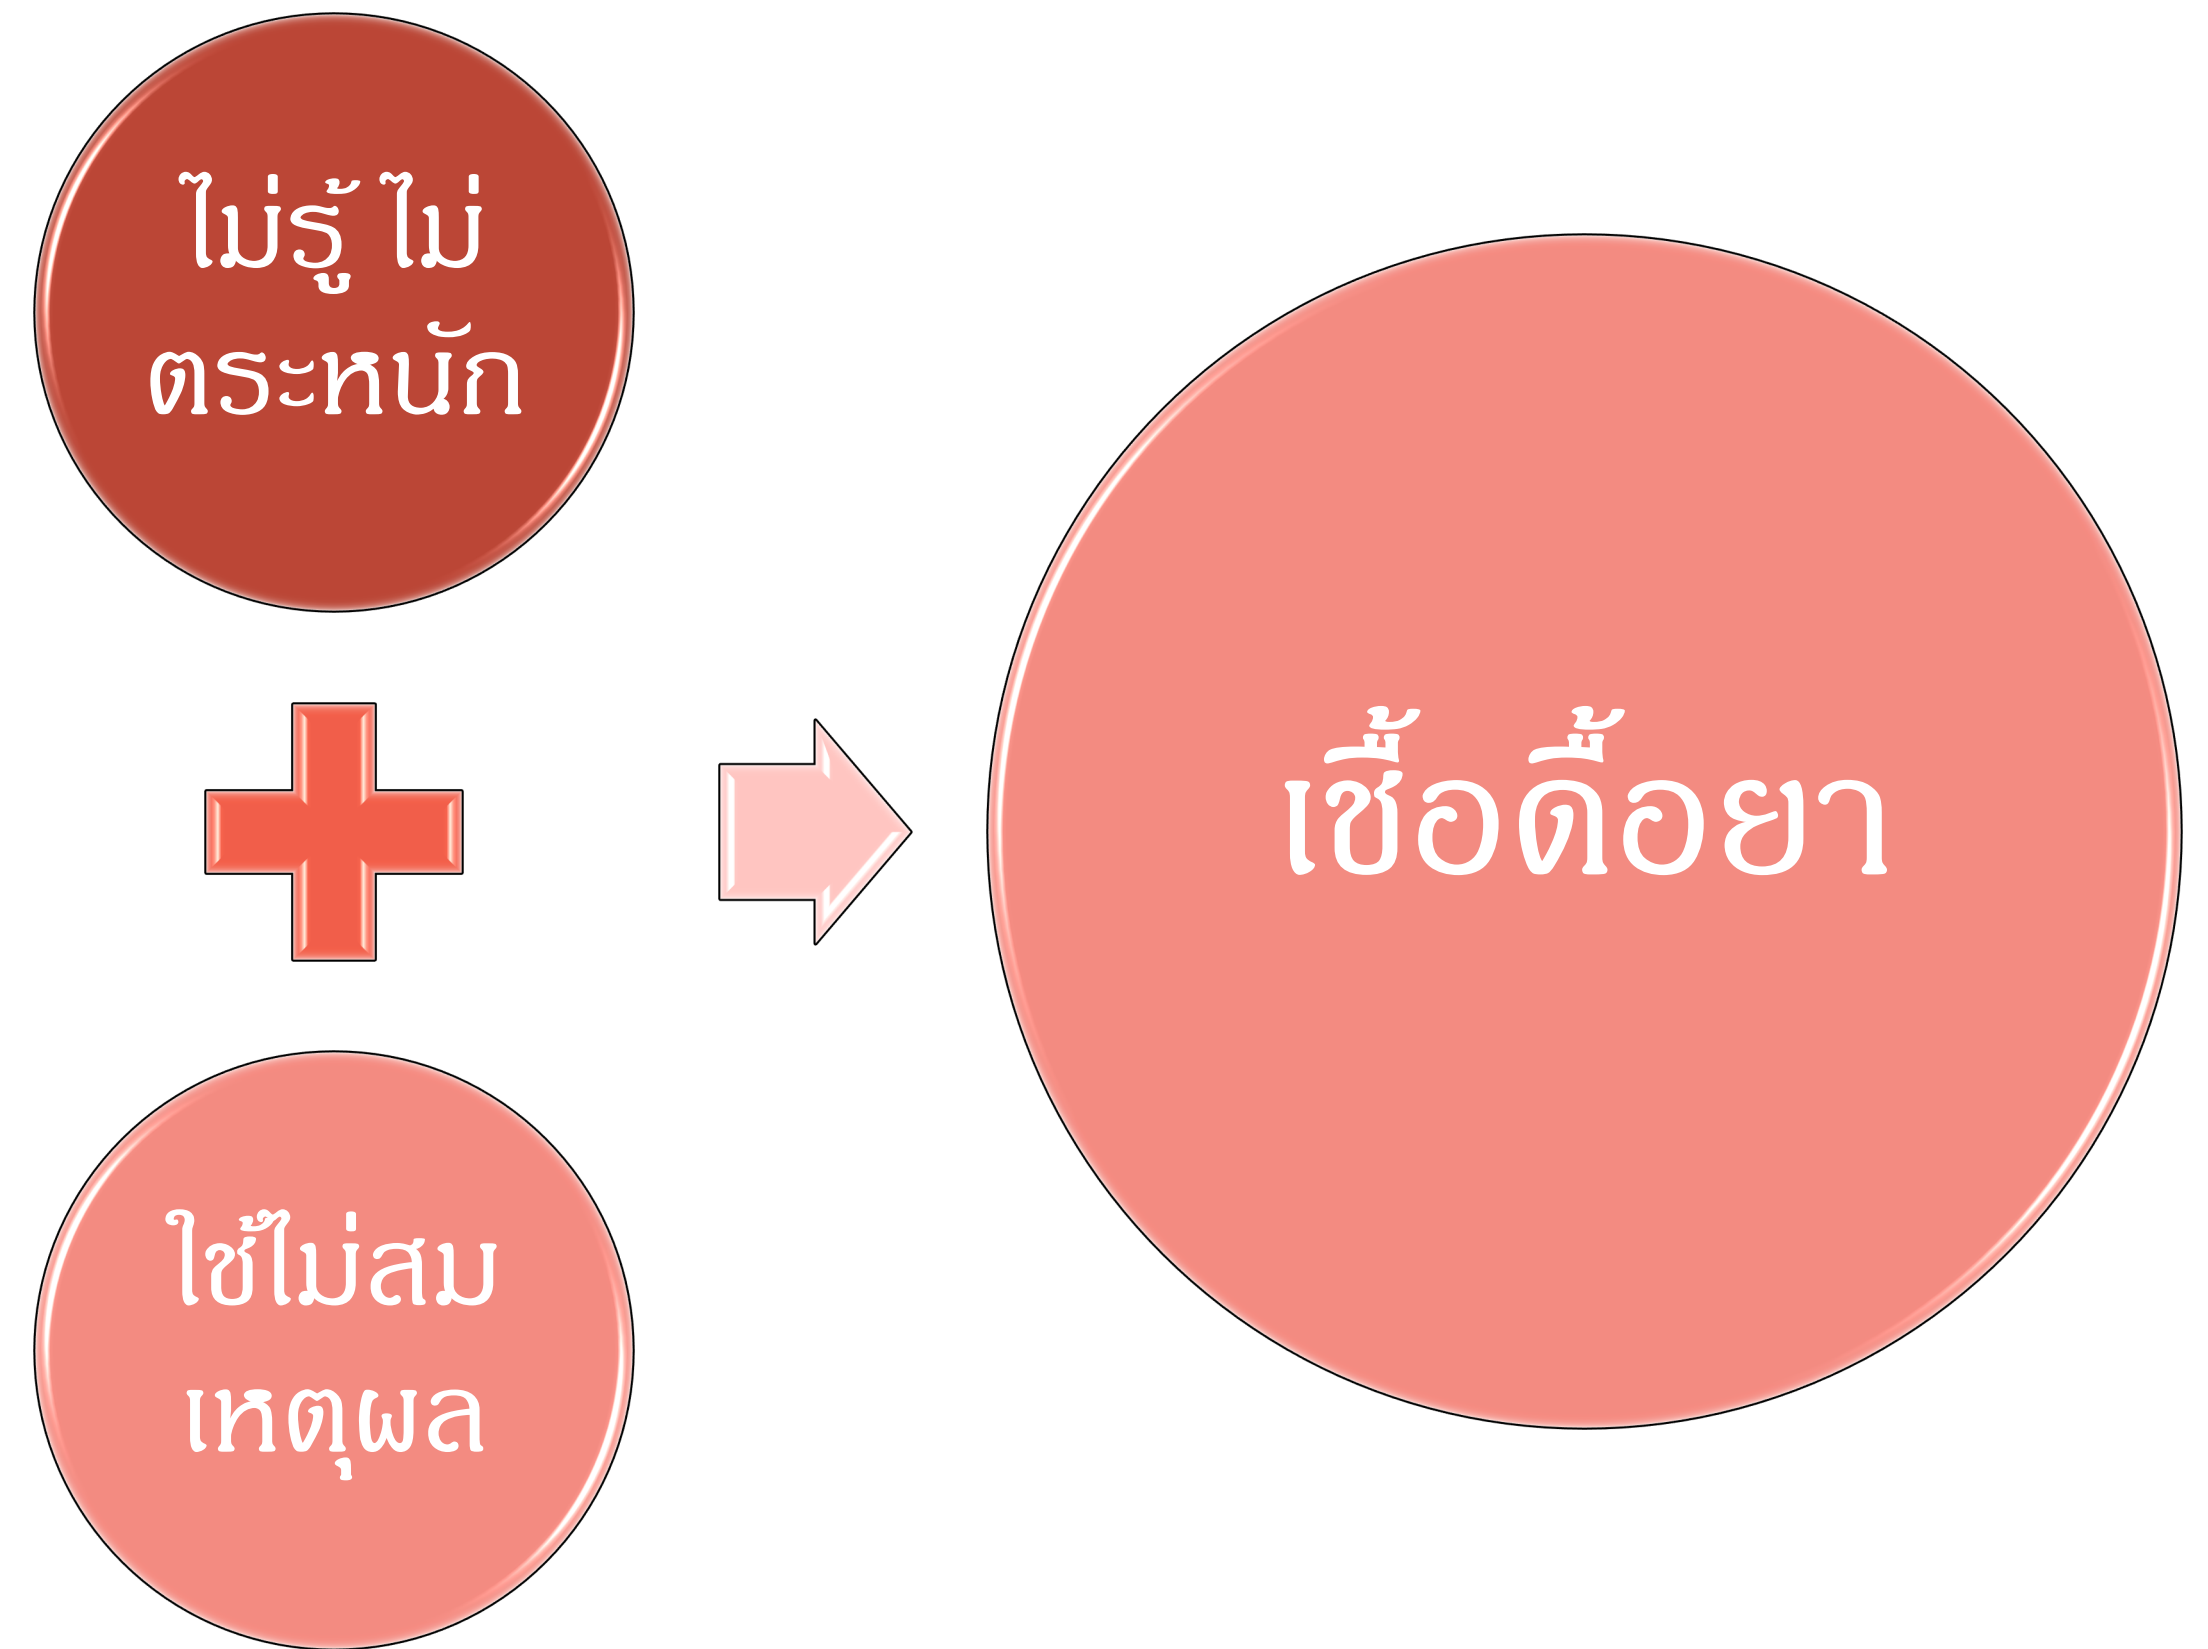 ไม่รู้ ไม่
ตระหนัก
ใช้ไม่สม
เหตุผล
เชื้อดื้อยา